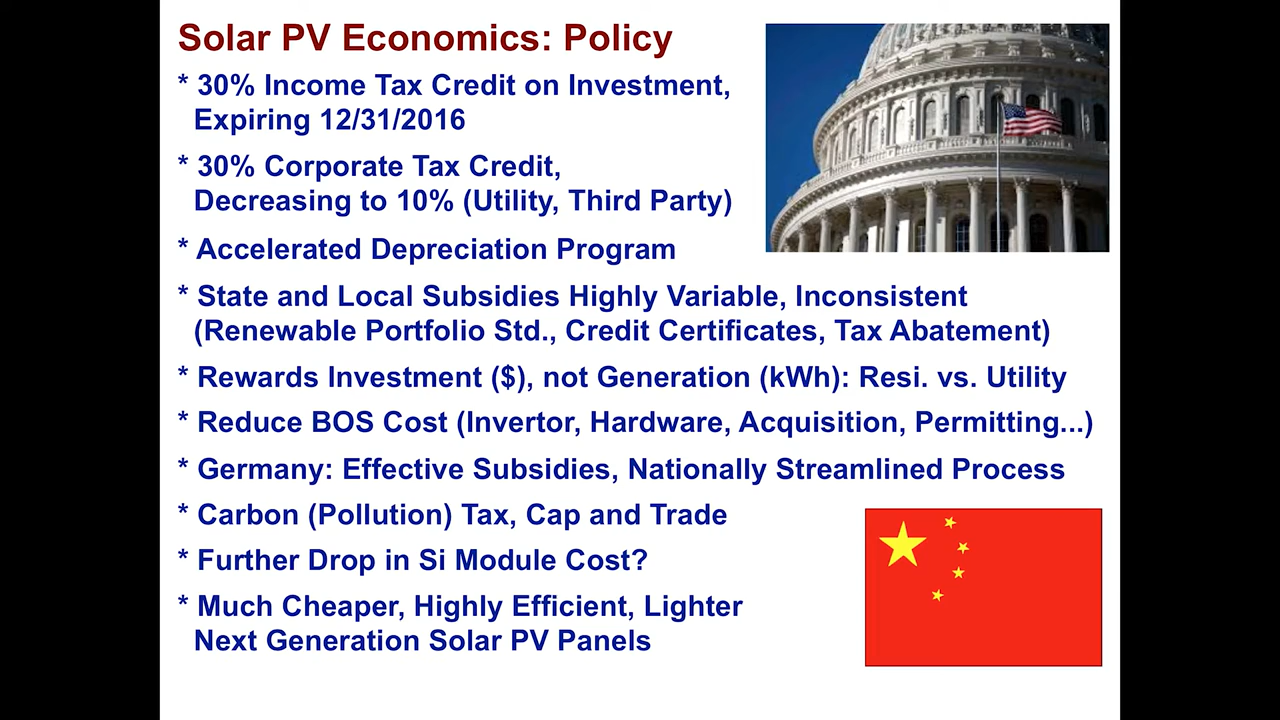 Solar PV Economics: Policy
* 30% Income Tax Credit on Investment,
Expiring 12/31/2016
* 30% Corporate Tax Credit,
Decreasing to 10% (Utility, Third Party)
* Accelerated Depreciation Program
* State and Local Subsidies Highly Variable, Inconsistent
(Renewable Portfolio Std., Credit Certificates, Tax Abatement)
* Rewards Investment ($), not Generation (kWh): Resi. vs. Utility
* Reduce BOS Cost (Invertor, Hardware, Acquisition, Permitting...)
* Germany: Effective Subsidies, Nationally Streamlined Process
* Carbon (Pollution) Tax, Cap and Trade
* Further Drop in Si Module Cost?
* Much Cheaper, Highly Efficient, Lighter
Next Generation Solar PV Panels